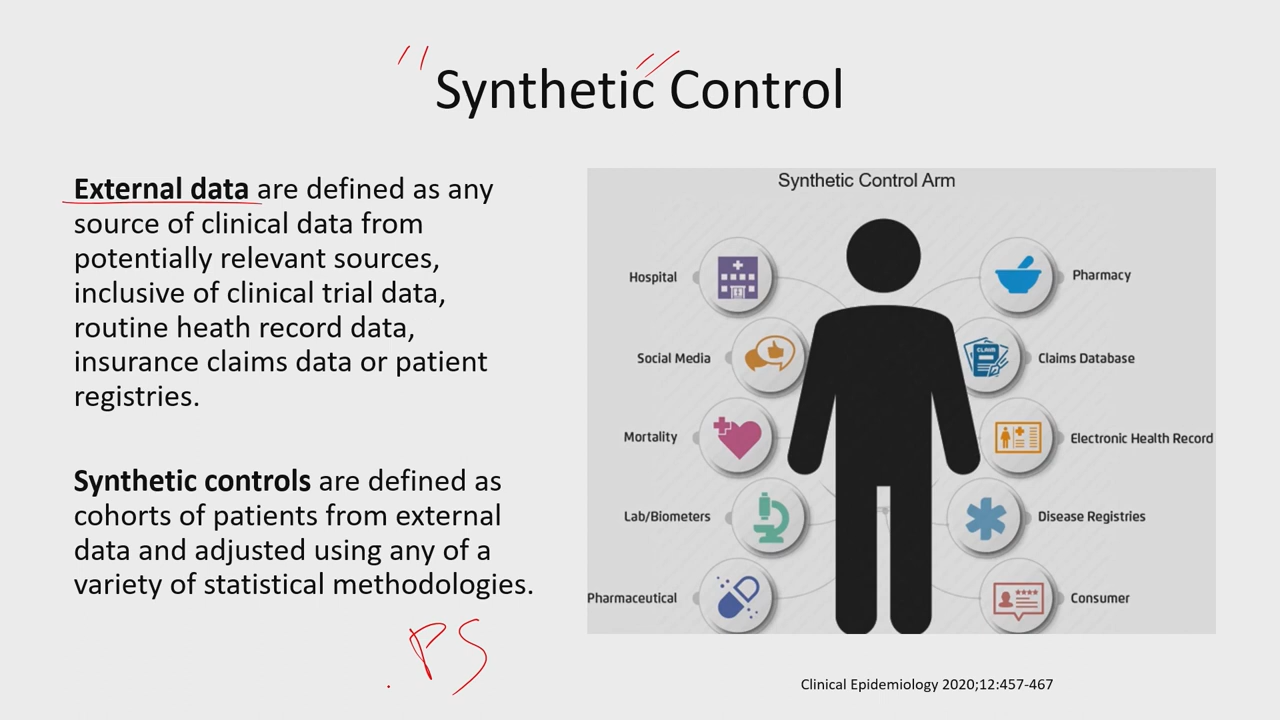 " Synthetic" Control
External data are defined as any
source of clinical data from
potentially relevant sources,
inclusive of clinical trial data,
routine heath record data,
insurance claims data or patient
registries.
Synthetic controls are defined as
cohorts of patients from external
data and adjusted using any of a
variety of statistical methodologies.
.PS
Synthetic Control Arm
Hospital
Social Media
Mortality
Lab/Biometers
Pharmaceutical
Pharmacy
CLAIM
Claims Database
Electronic Health Record
Disease Registries
Consumer
Clinical Epidemiology 2020;12:457-467